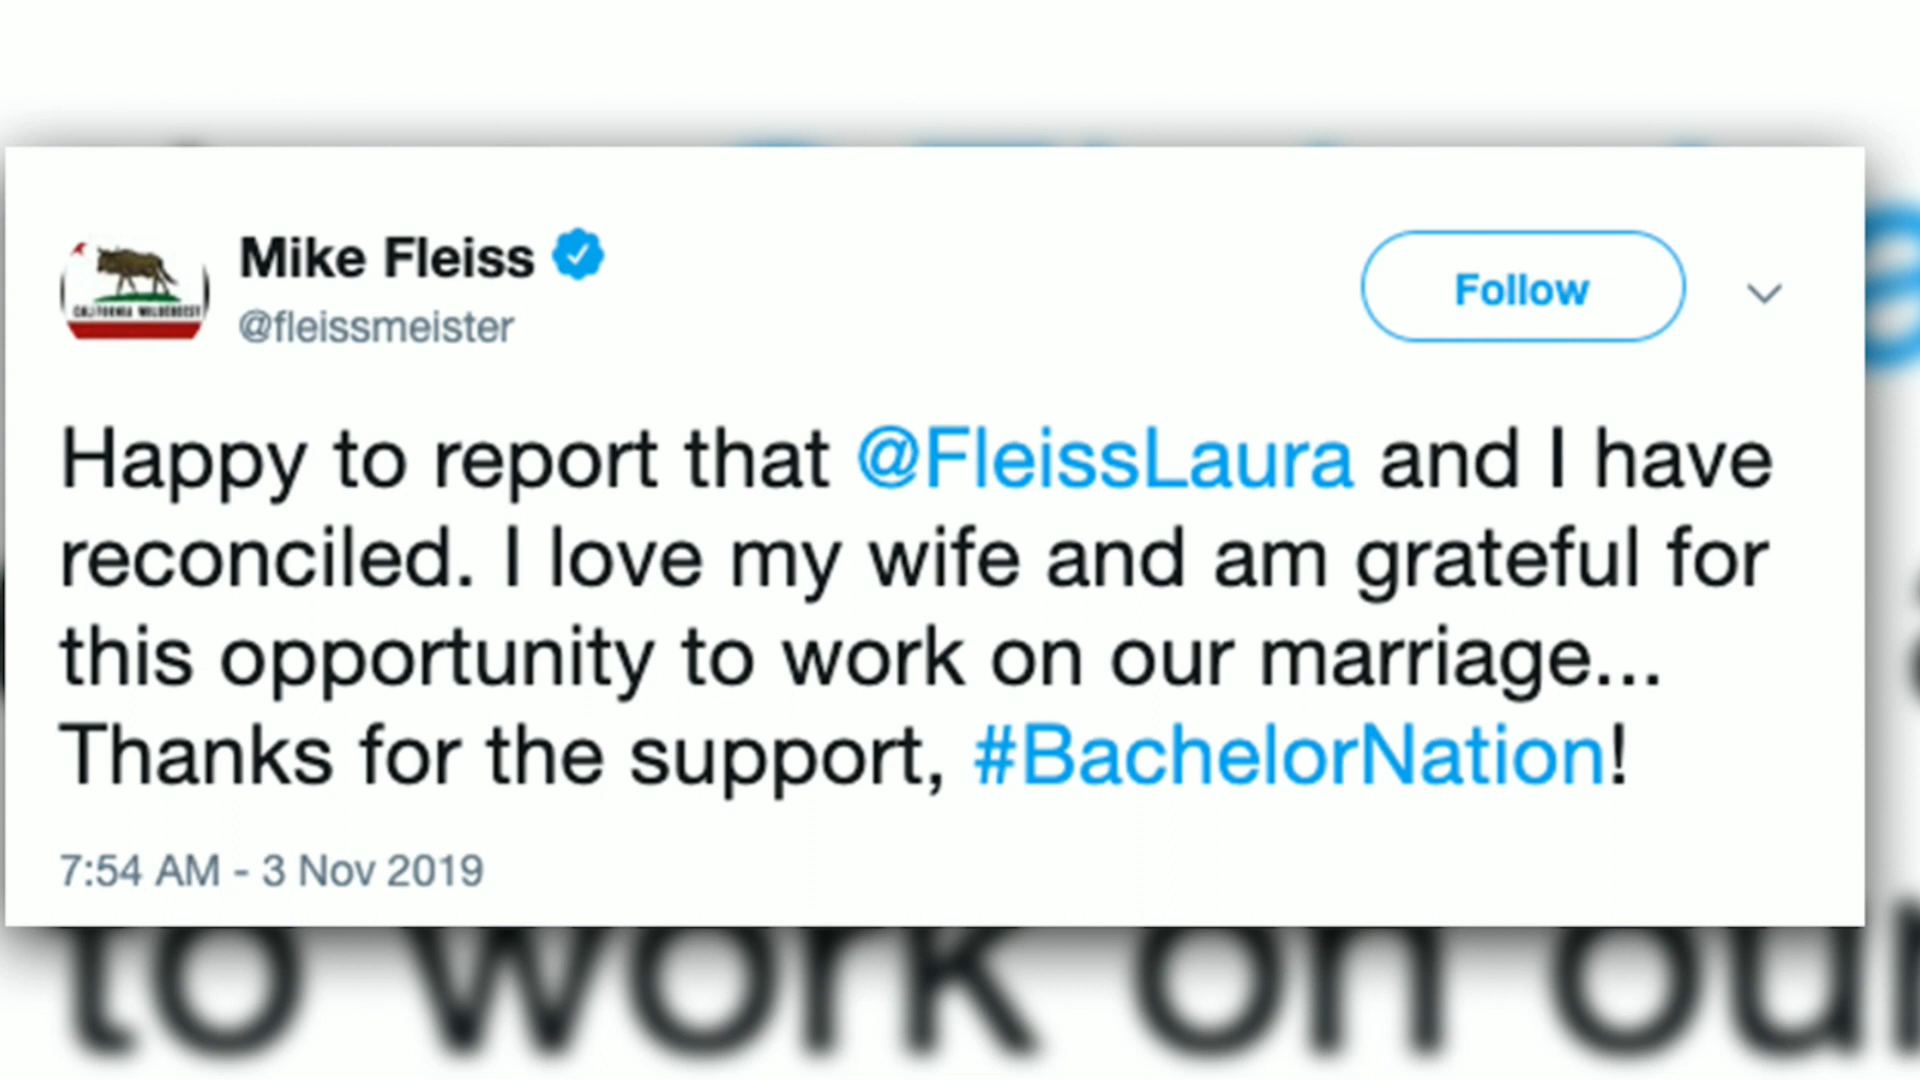 Mike Fleiss
@fleissmeister
Follow
Happy to report that @FleissLaura and I have
reconciled. I love my wife and am grateful for
this opportunity to work on our marriage...
Thanks for the support, #BachelorNation!
7:54 AM - 3 Nov 2019
to work on our